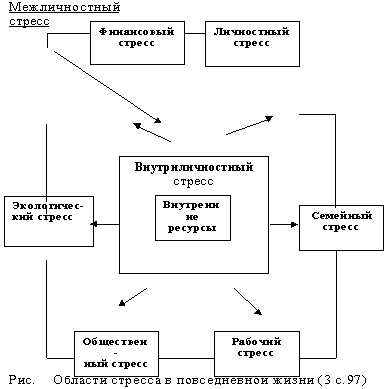 Межличностный
стресс
Финансовый
стресс
Личностный
стресс
Внутриличностный
стресс
Внутренн
ие
ресурсы
Экологичес-
кий стресс
Семейный
стресс
Обществен
-
ный стресс
Рабочий
стресс
Рис. Области стресса в повседневной жизни (3 с.97)